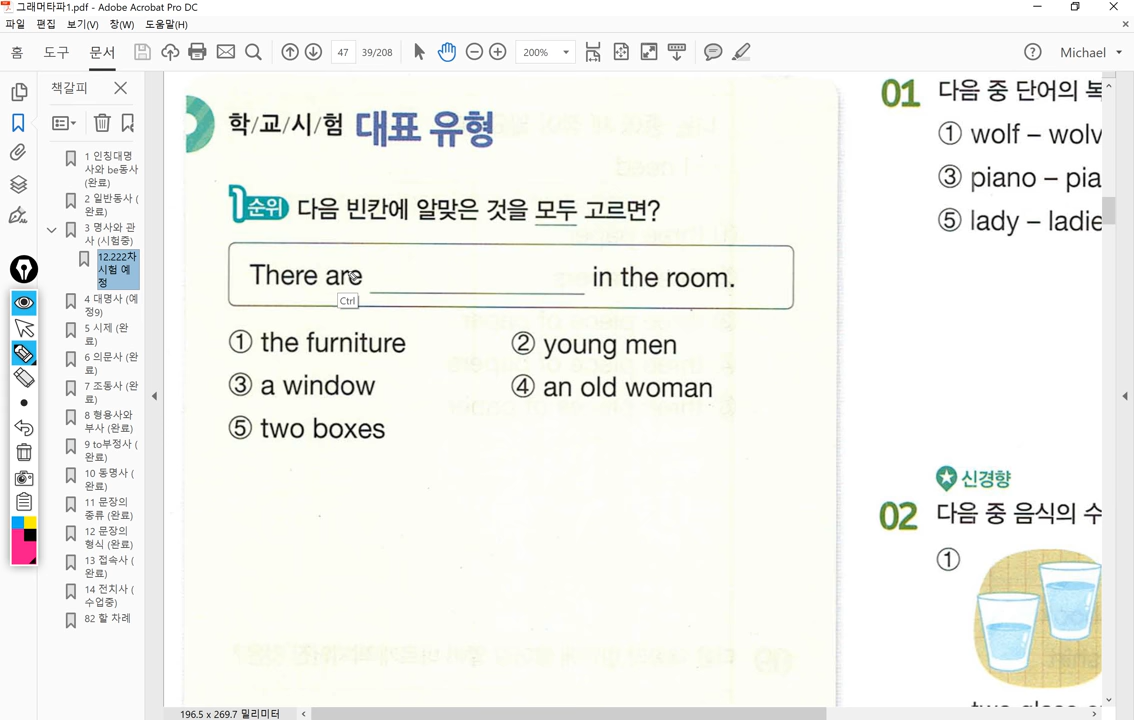 그래머타파1.pdf - Adobe Acrobat Pro DC
파일 편집 보기(V) 창(W) 도움말(H)
홈 도구 문서 47 39/208 200% Michael
책갈피
1 인칭대명
사와 be동사
(완료)
2 일반동사 (
완료)
3 명사와 관
사 (시험중)
12.222차
시험 예
정
4 대명사 (예
정9)
5 시제 (완
료)
6 의문사 (
완료)
7 조동사 (완
료)
8 형용사와
부사 (완료)
9 to부정사 (
완료)
10 동명사 (
완료)
11 문장의
종류 (완료)
12 문장의
형식 (완료)
13 접속사 (
완료)
14 전치사 (
수업중)
82 할 차례
학/교/시/험 대표 유형
1순위 다음 빈칸에 알맞은 것을 모두 고르면?
There are ____________ in the room.
Ctrl
① the furniture ② young men
③ a window ④ an old woman
⑤ two boxes
01 다음 중 단어의 복
① wolf – wolv
③ piano – pia
⑤ lady – ladie
신경향
02 다음 중 음식의 수
①
196.5 x 269.7 밀리미터